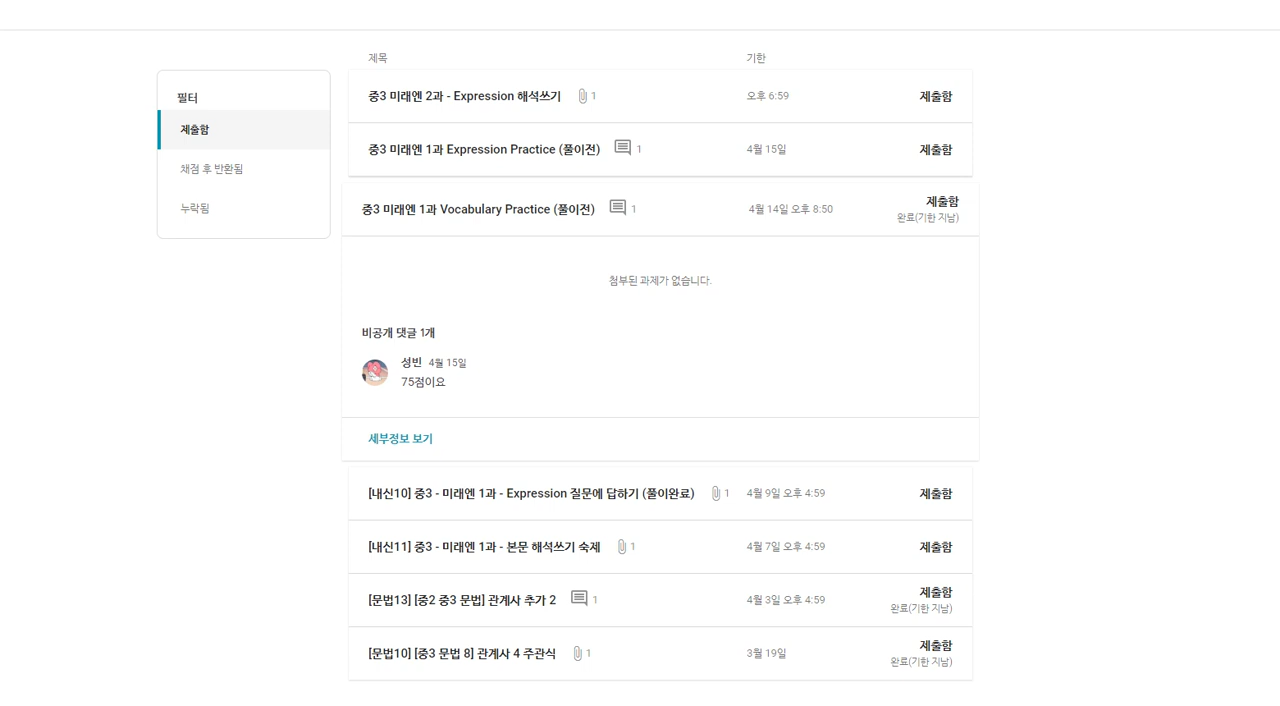 제목 기한
필터
제출함
채점 후 반환됨
누락됨
중3 미래엔 2과 - Expression 해석쓰기 1 오후 6:59 제출함
중3 미래엔 1과 Expression Practice (풀이전) 1 4월 15일 제출함
중3 미래엔 1과 Vocabulary Practice (풀이전) 1 4월 14일 오후 8:50 제출함
완료(기한 지남)
첨부된 과제가 없습니다.
비공개 댓글 1개
성빈 4월 15일
75점이요
세부정보 보기
[내신10] 중3 - 미래엔 1과 - Expression 질문에 답하기 (풀이완료) 1 4월 9일 오후 4:59 제출함
[내신11] 중3 - 미래엔 1과 - 본문 해석쓰기 숙제 1 4월 7일 오후 4:59 제출함
[문법13] [중2 중3 문법] 관계사 추가 2 1 4월 3일 오후 4:59 제출함
완료(기한 지남)
[문법10] [중3 문법 8] 관계사 4 주관식 1 3월 19일 제출함
완료(기한 지남)